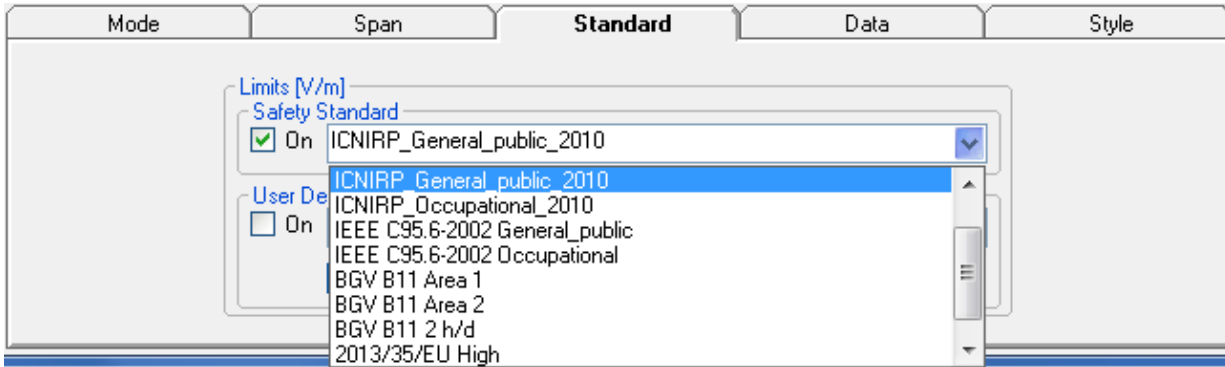 Mode Span Standard Data Style
Limits [V/m]
Safety Standard
On ICNIRP_General_public_2010
ICNIRP_General_public_2010
User De
ICNIRP_Occupational_2010
On IEEE C95.6-2002 General_public
IEEE C95.6-2002 Occupational
BGV B11 Area 1
BGV B11 Area 2
BGV B11 2 h/d
2013/35/EU High